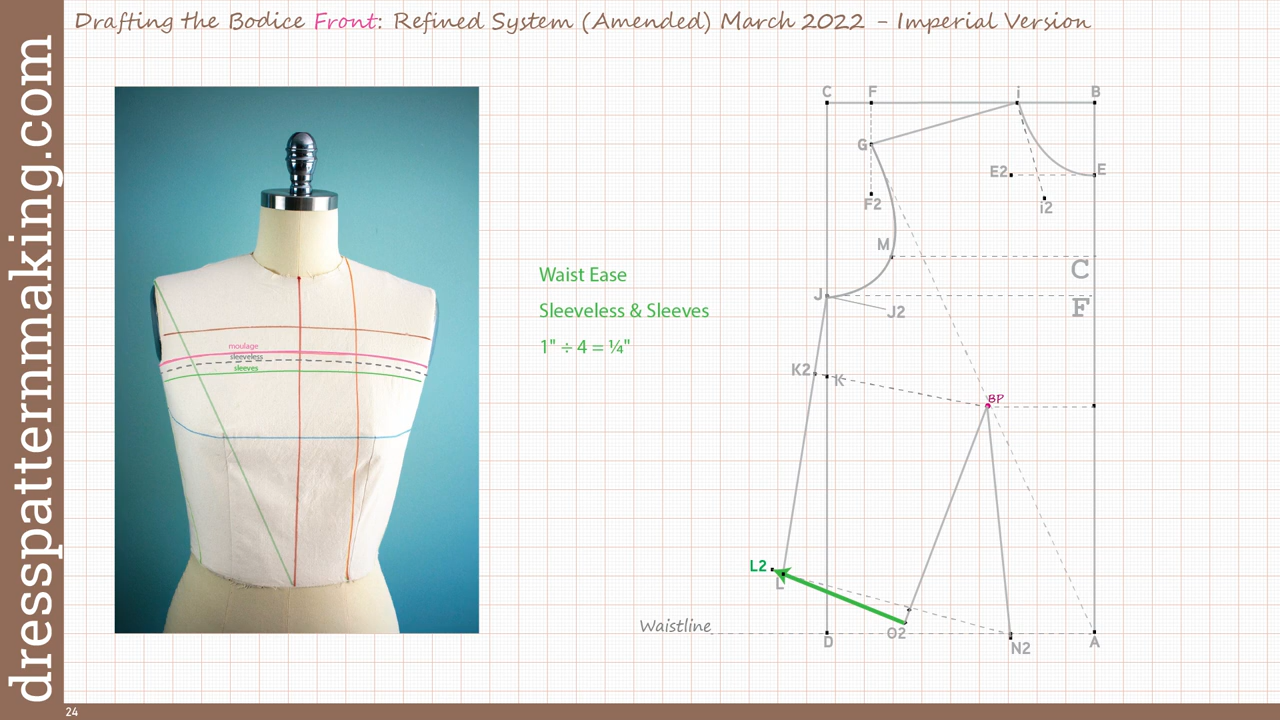 dresspatternmaking.com
Drafting the Bodice Front: Refined System (Amended) March 2022 - Imperial Version
moulage
sleeveless
sleeves
Waist Ease
Sleeveless & Sleeves
1" ÷ 4 = ¼"
C F i B
G E2 E
F2 i2
M
C
J
J2 F
K2 K
BP
L2
L
Waistline
O2
D N2 A
24